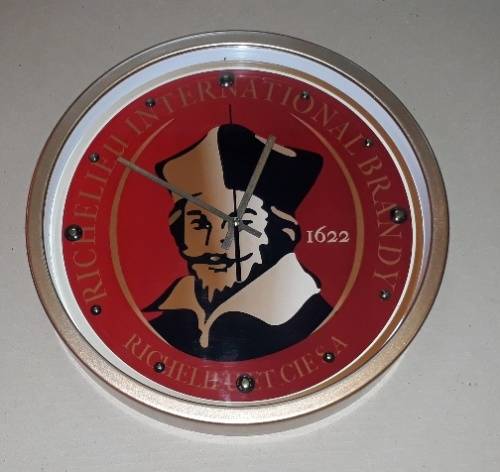 RICHELIEU INTERNATIONAL BRANDY
1622
RICHELIEU ET CIE S.A